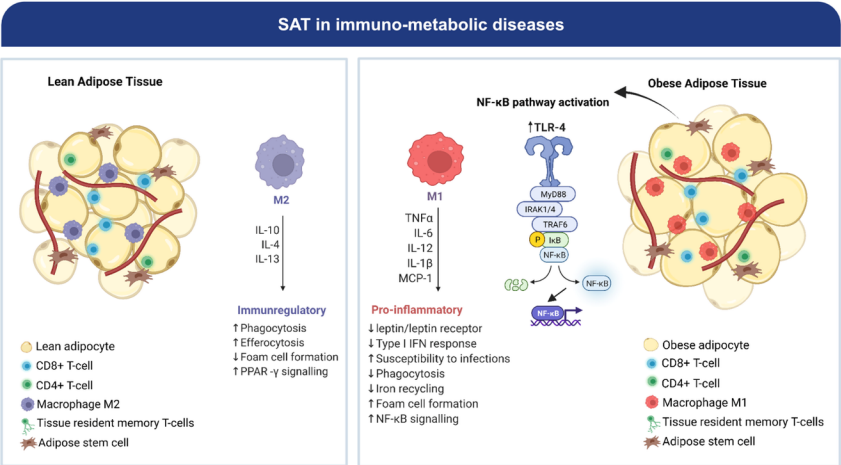 SAT in immuno-metabolic diseases
Lean Adipose Tissue
M2
IL-10
IL-4
IL-13
Immunregulatory
↑Phagocytosis
↑Efferocytosis
↓Foam cell formation
↑PPAR -γ signalling
Lean adipocyte
CD8+ T-cell
CD4+ T-cell
Macrophage M2
Tissue resident memory T-cells
Adipose stem cell
Obese Adipose Tissue
NF-κB pathway activation
↑TLR-4
MyD88
IRAK1/4
TRAF6
P
IκB
NF-κB
NF-κB
NF-κB
M1
TNFα
IL-6
IL-12
IL-1β
MCP-1
Pro-inflammatory
↓leptin/leptin receptor
↓Type I IFN response
↑Susceptibility to infections
↓Phagocytosis
↓Iron recycling
↑Foam cell formation
↑NF-κB signalling
Obese adipocyte
CD8+ T-cell
CD4+ T-cell
Macrophage M1
Tissue resident memory T-cells
Adipose stem cell